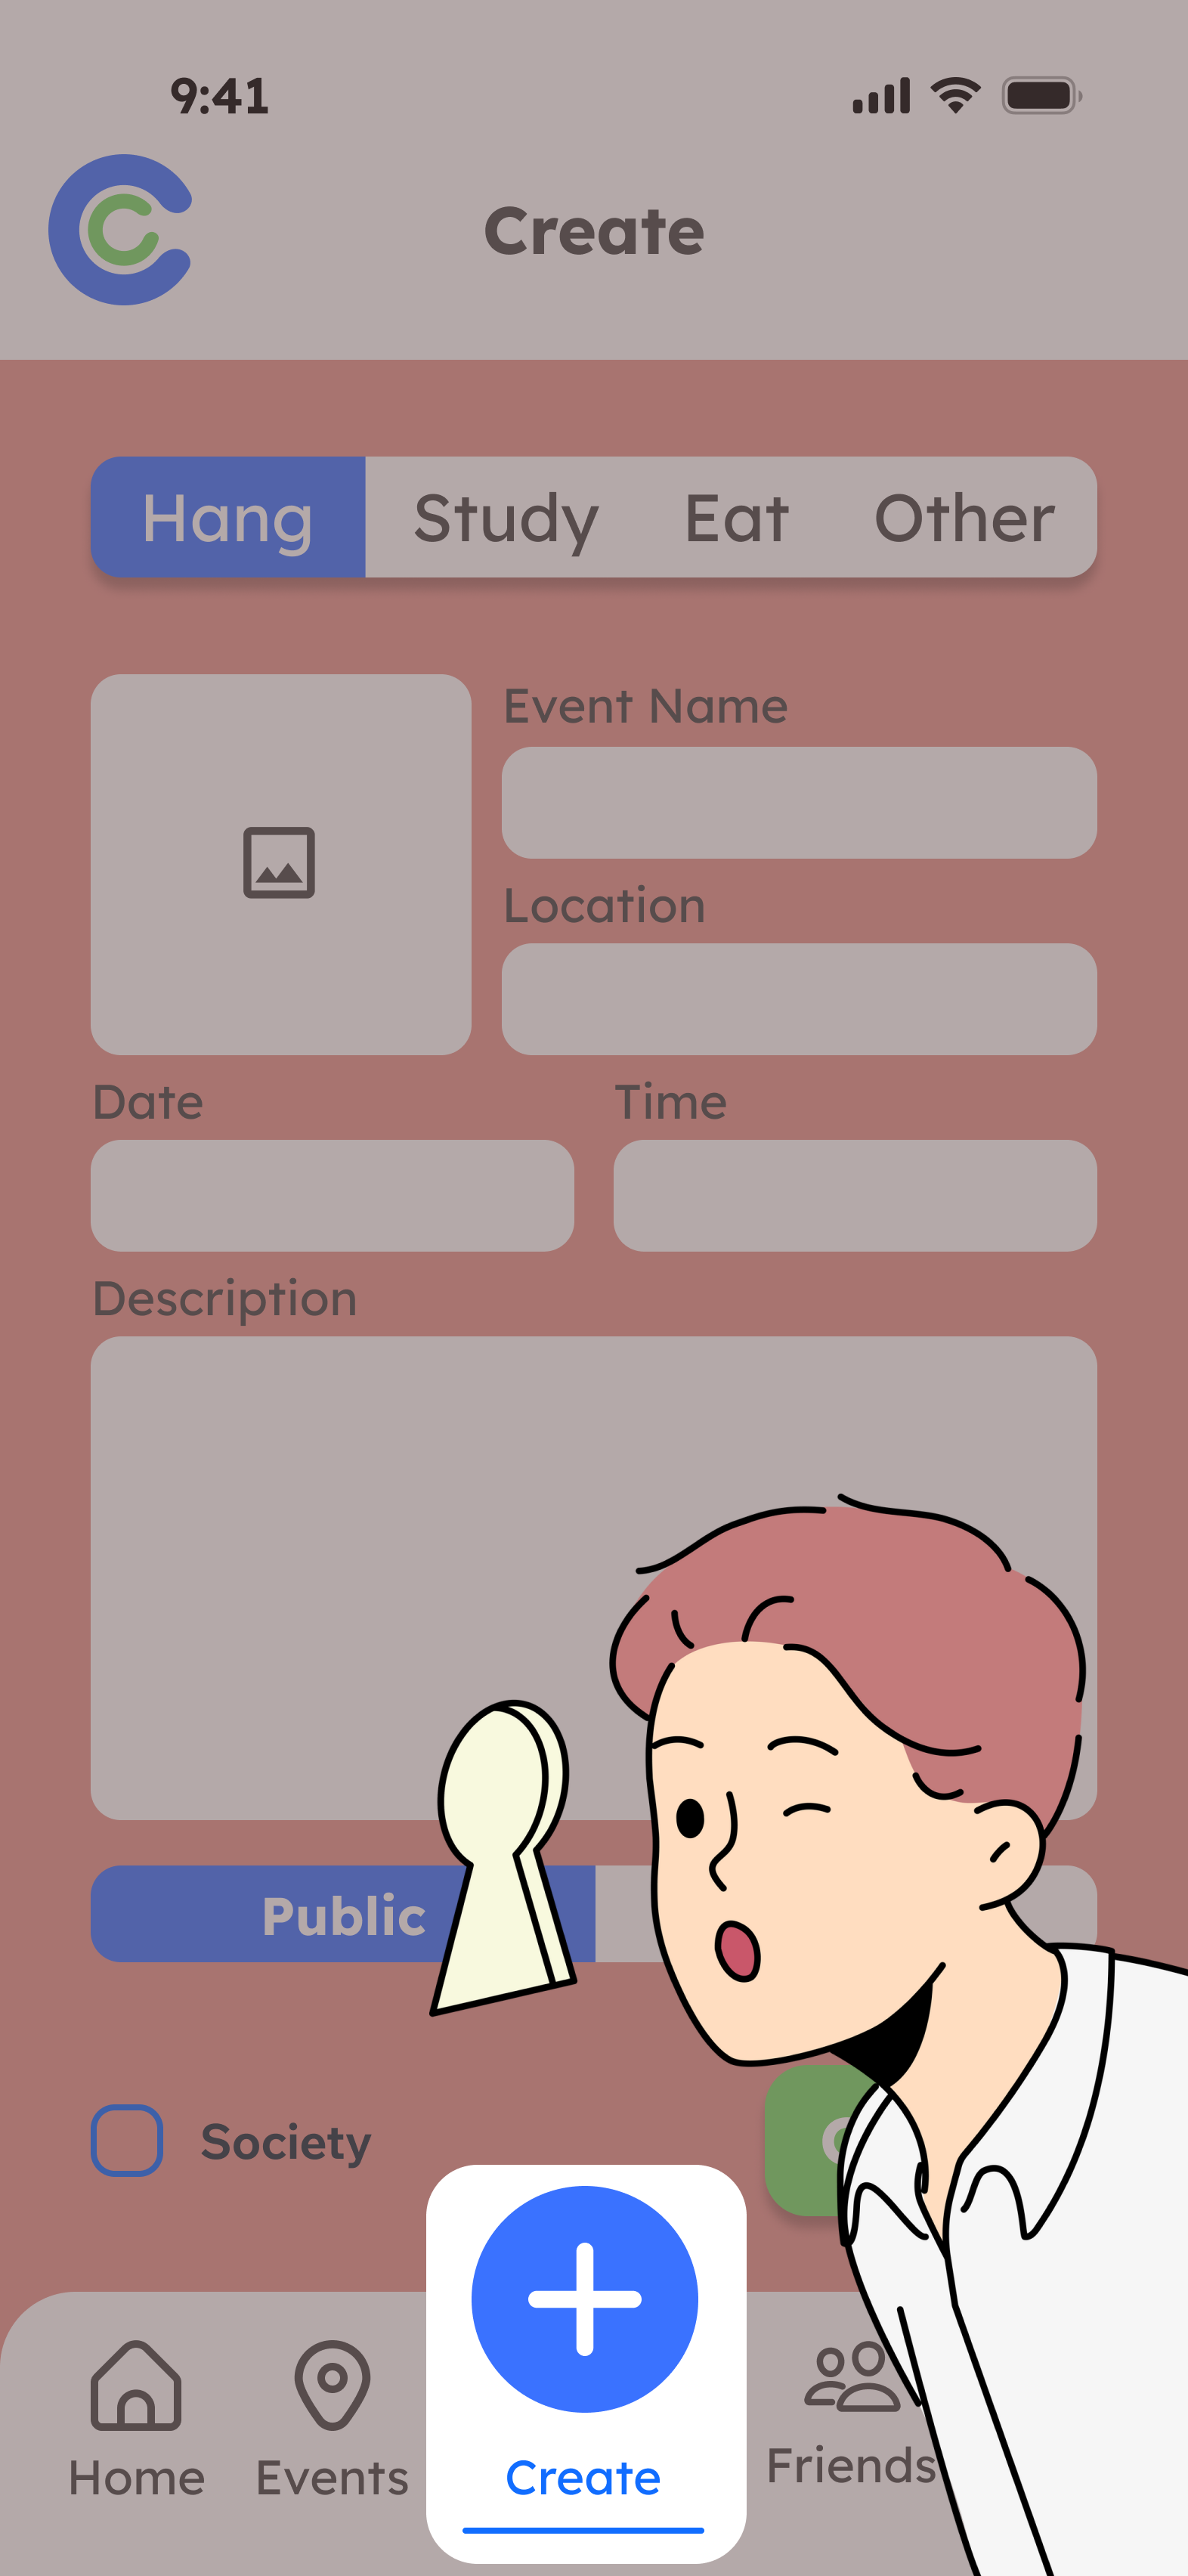 9:41
Create
Hang Study Eat Other
Event Name
Location
Date Time
Description
Public
Society
Home Events Create Friends